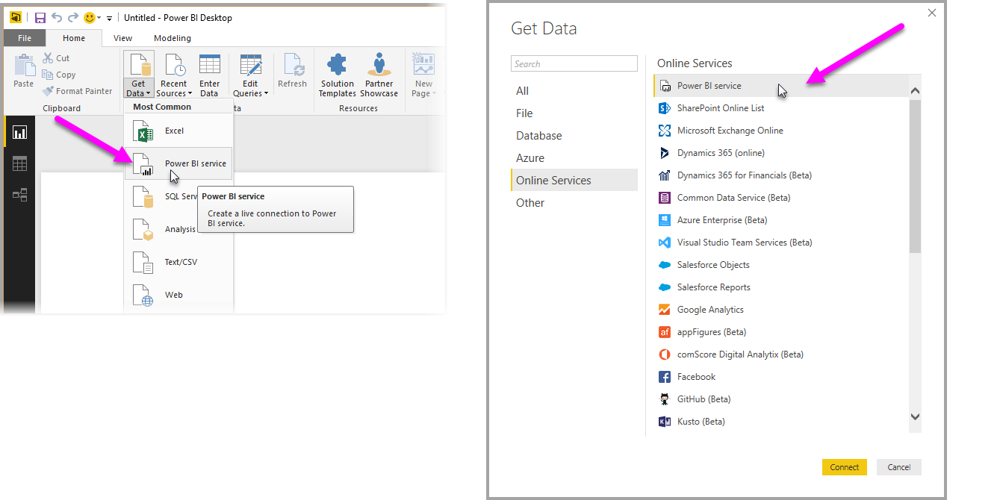 Untitled - Power BI Desktop
File Home View Modeling
Paste
Cut
Copy
Format Painter
Clipboard
Get
Data
Recent
Sources
Enter
Data
Edit
Queries
ta
Refresh
Solution
Templates
Partner
Showcase
Resources
New
Page
Most Common
Excel
Power BI service
SQL Serv
Analysis
Text/CSV
Web
Power BI service
Create a live connection to Power
BI service.
Get Data
Search
All
File
Database
Azure
Online Services
Other
Online Services
Power BI service
SharePoint Online List
Microsoft Exchange Online
Dynamics 365 (online)
Dynamics 365 for Financials (Beta)
Common Data Service (Beta)
Azure Enterprise (Beta)
Visual Studio Team Services (Beta)
Salesforce Objects
Salesforce Reports
Google Analytics
appFigures (Beta)
comScore Digital Analytix (Beta)
Facebook
GitHub (Beta)
Kusto (Beta)
Connect
Cancel